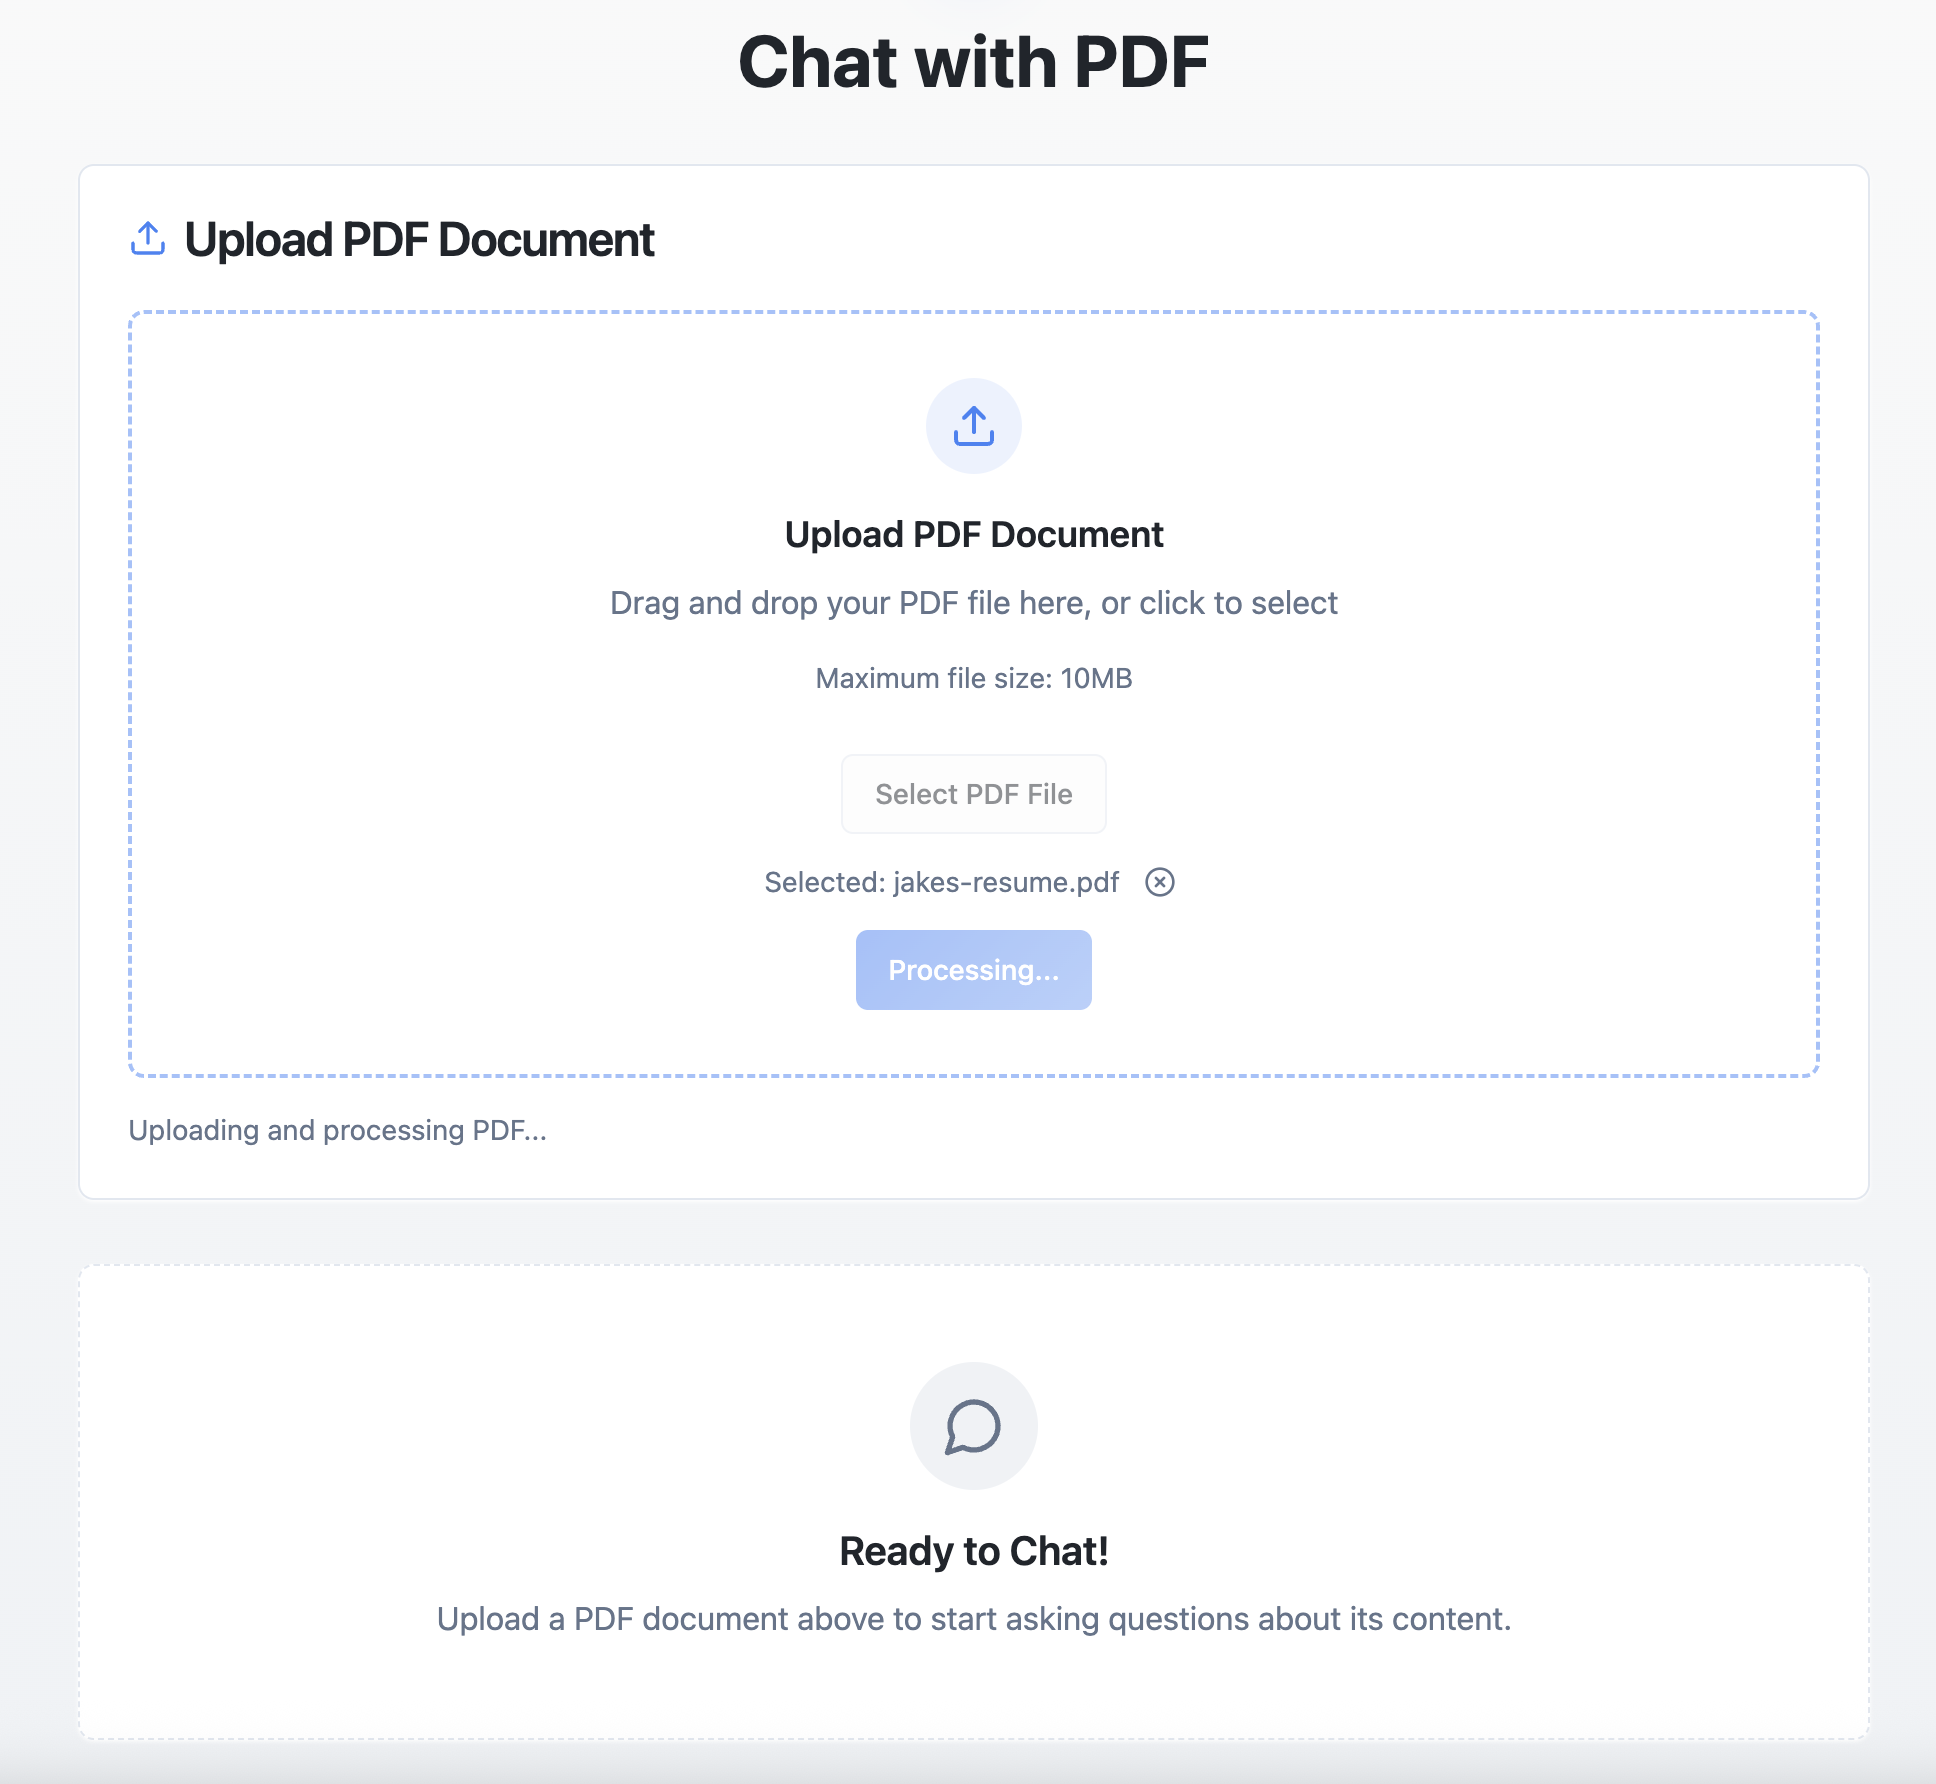 Chat with PDF
Upload PDF Document
Upload PDF Document
Drag and drop your PDF file here, or click to select
Maximum file size: 10MB
Select PDF File
Selected: jakes-resume.pdf
Processing...
Uploading and processing PDF...
Ready to Chat!
Upload a PDF document above to start asking questions about its content.